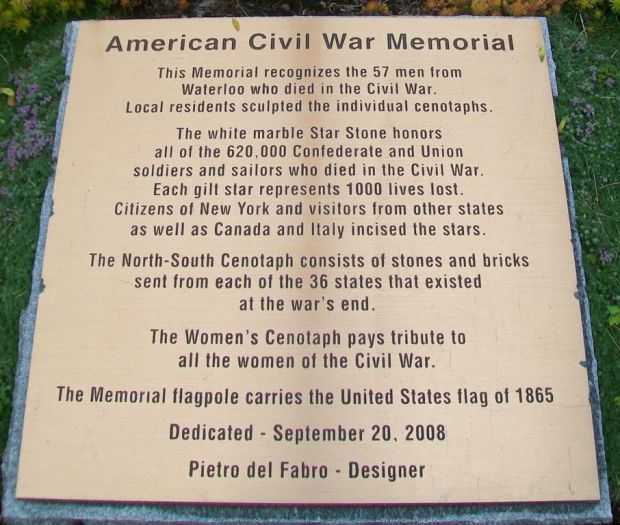 American Civil War Memorial
This Memorial recognizes the 57 men from
Waterloo who died in the Civil War.
Local residents sculpted the individual cenotaphs.
The white marble Star Stone honors
all of the 620,000 Confederate and Union
soldiers and sailors who died in the Civil War.
Each gilt star represents 1000 lives lost.
Citizens of New York and visitors from other states
as well as Canada and Italy incised the stars.
The North-South Cenotaph consists of stones and bricks
sent from each of the 36 states that existed
at the war's end.
The Women's Cenotaph pays tribute to
all the women of the Civil War.
The Memorial flagpole carries the United States flag of 1865
Dedicated - September 20, 2008
Pietro del Fabro - Designer